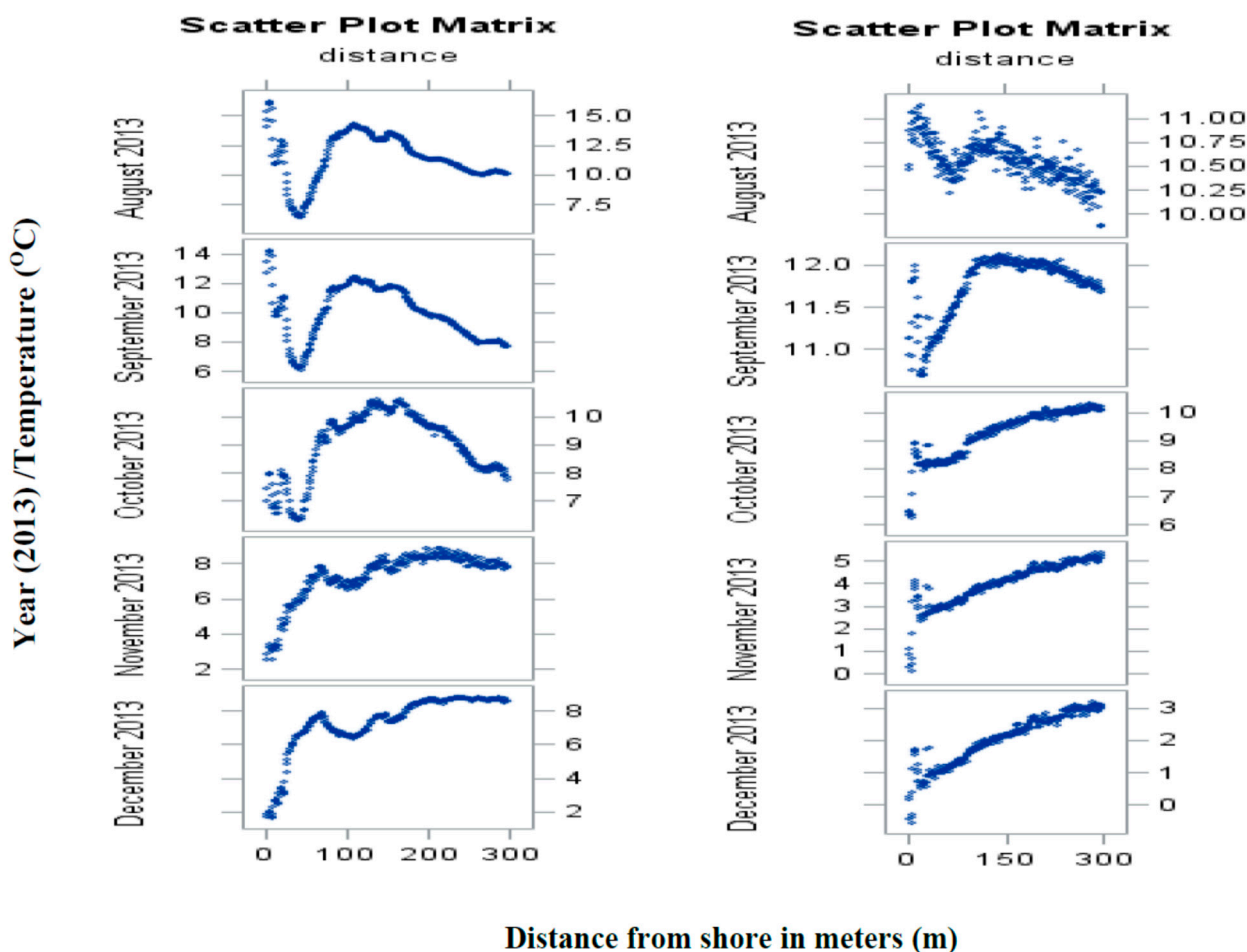 Scatter Plot Matrix
distance
August 2013
15.0
12.5
10.0
7.5
September 2013
14
12
10
8
6
October 2013
10
9
8
7
November 2013
8
6
4
2
December 2013
8
6
4
2
0 100 200 300
Scatter Plot Matrix
distance
August 2013
11.00
10.75
10.50
10.25
10.00
September 2013
12.0
11.5
11.0
October 2013
10
9
8
7
6
November 2013
5
4
3
2
1
0
December 2013
3
2
1
0
0 150 300
Year (2013) /Temperature (⁰C)
Distance from shore in meters (m)